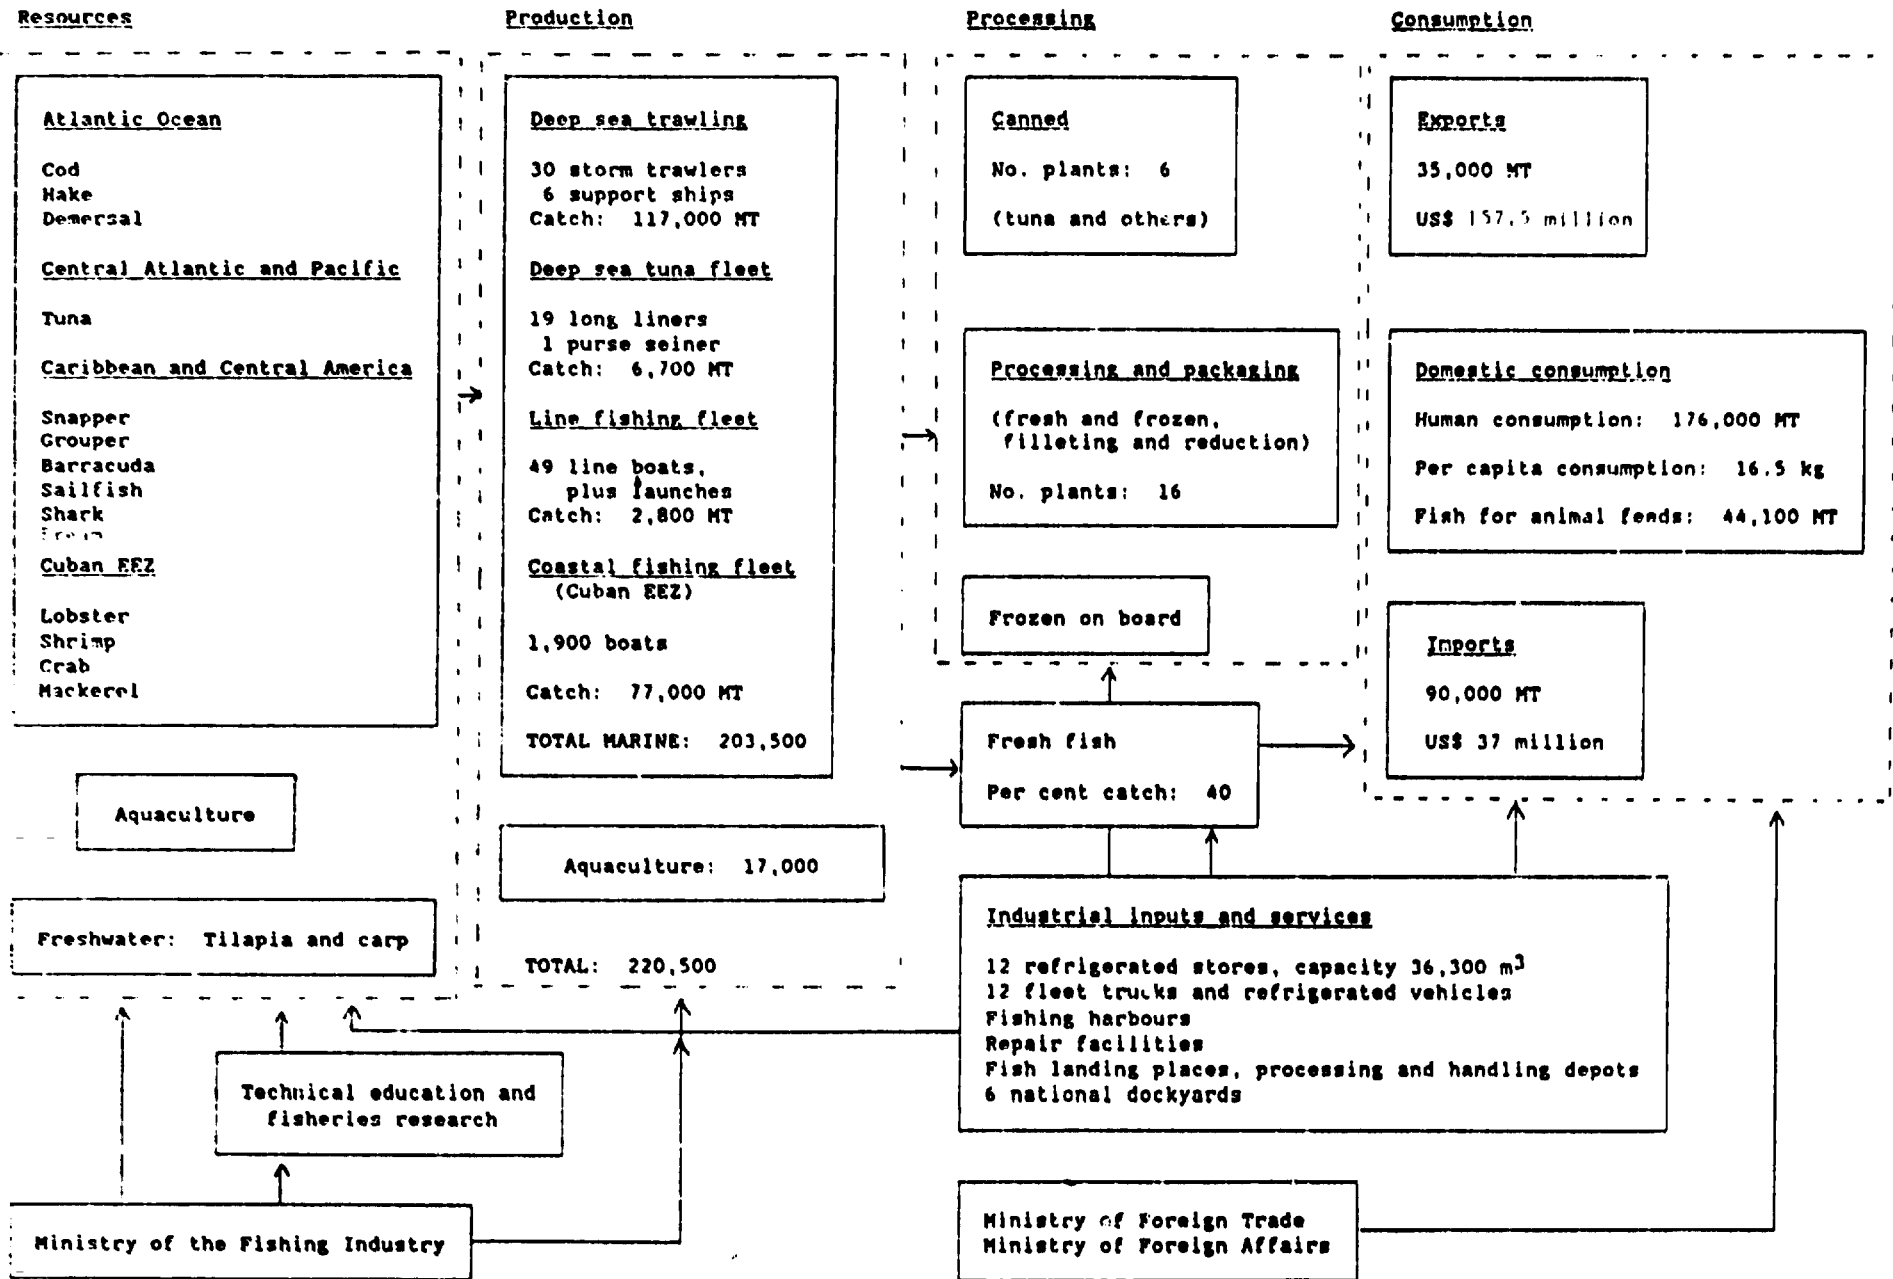 Resources
Atlantic Ocean
Cod
Hake
Demersal
Central Atlantic and Pacific
Tuna
Caribbean and Central America
Snapper
Grouper
Barracuda
Sailfish
Shark
Cuban EEZ
Lobster
Shrimp
Crab
Mackerel
Aquaculture
Freshwater: Tilapia and carp
Production
Deep sea trawling
30 storm trawlers
6 support ships
Catch: 117,000 MT
Deep sea tuna fleet
19 long liners
1 purse seiner
Catch: 6,700 MT
Line fishing fleet
49 line boats,
plus launches
Catch: 2,800 MT
Coastal fishing fleet
(Cuban EEZ)
1,900 boats
Catch: 77,000 MT
TOTAL MARINE: 203,500
Aquaculture: 17,000
TOTAL: 220,500
Processing
Canned
No. plants: 6
(tuna and others)
Processing and packaging
(fresh and frozen,
filleting and reduction)
No. plants: 16
Frozen on board
Fresh fish
Per cent catch: 40
Consumption
Exports
35,000 MT
US$ million
Domestic consumption
Human consumption: 176,000 MT
Per capita consumption: 16.5 kg
Fish for animal feeds: 44,100 MT
Imports
90,000 MT
US$ 37 million
Industrial inputs and services
12 refrigerated stores, capacity 36,300 m³
12 fleet trucks and refrigerated vehicles
Fishing harbours
Repair facilities
Fish landing places, processing and handling depots
6 national dockyards
Technical education and
fisheries research
Ministry of the Fishing Industry
Ministry of Foreign Trade
Ministry of Foreign Affairs